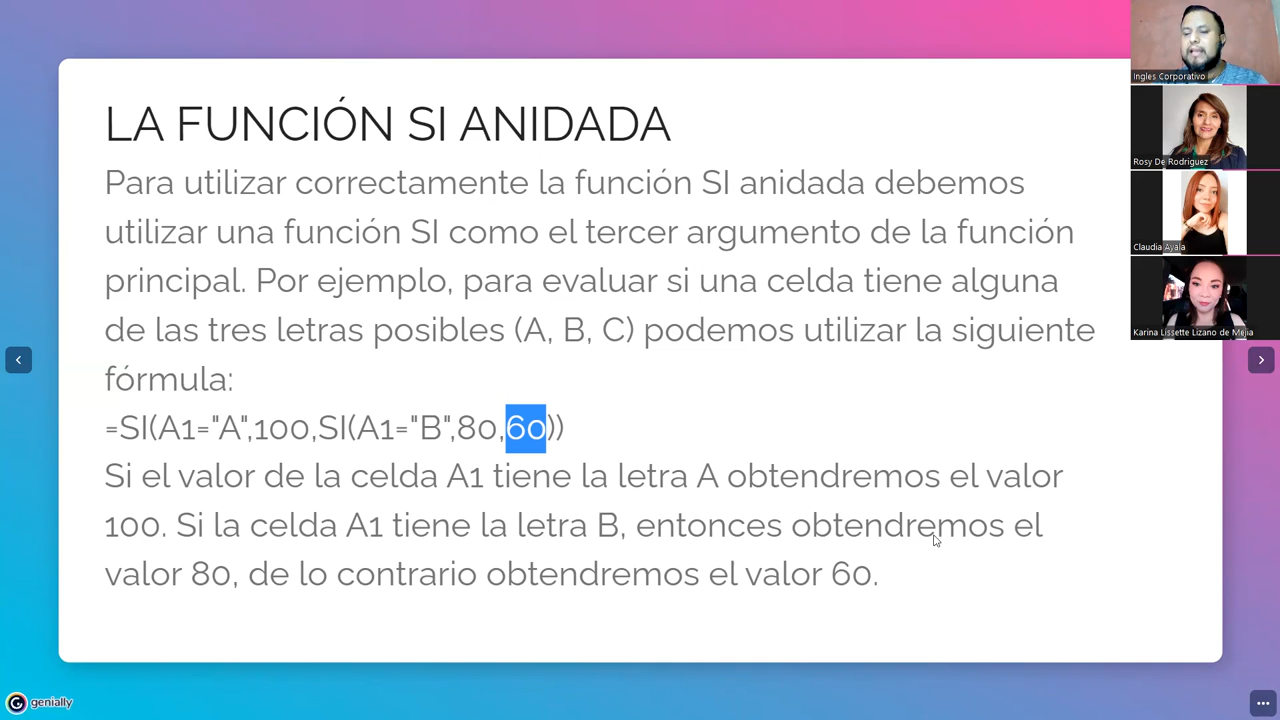 LA FUNCIÓN SI ANIDADA
Para utilizar correctamente la función SI anidada debemos
utilizar una función SI como el tercer argumento de la función
principal. Por ejemplo, para evaluar si una celda tiene alguna
de las tres letras posibles (A, B, C) podemos utilizar la siguiente
fórmula:
=SI(A1="A",100,SI(A1="B",80,60))
Si el valor de la celda A1 tiene la letra A obtendremos el valor
100. Si la celda A1 tiene la letra B, entonces obtendremos el
valor 80, de lo contrario obtendremos el valor 60.
Ingles Corporativo
Rosy De Rodriguez
Claudia Ayala
Karina Lissette Lizano de Mejia
genially